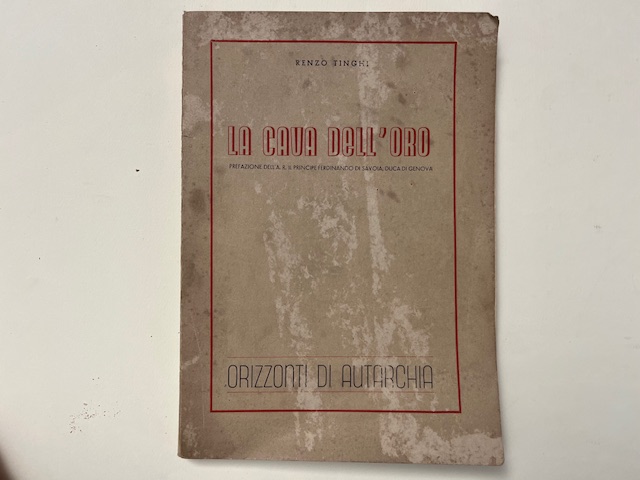 RENZO TINGHI
LA CAVA DELL'ORO
PREFAZIONE DELL'A. R. IL PRINCIPE FERDINANDO DI SAVOIA, DUCA DI GENOVA
ORIZZONTI DI AUTARCHIA